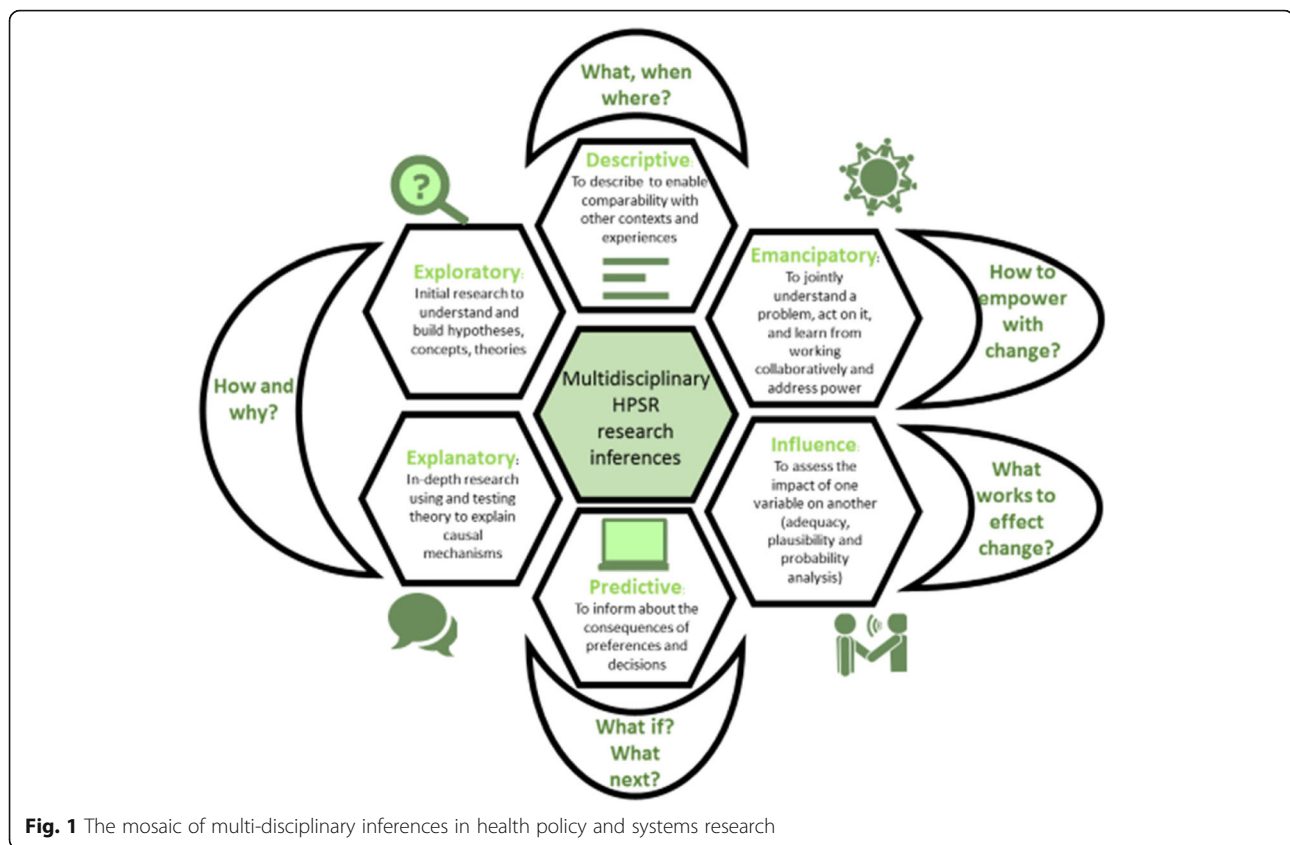 What, when
where?
Descriptive:
To describe to enable
comparability with
other contexts and
experiences
?
Exploratory:
Initial research to
understand and
build hypotheses,
concepts, theories
Emancipatory:
To jointly
understand a
problem, act on it,
and learn from
working
collaboratively and
address power
How to
empower
with
change?
How and
why?
Multidisciplinary
HPSR
research
inferences
Explanatory:
In-depth research
using and testing
theory to explain
causal
mechanisms
Influence:
To assess the
impact of one
variable on another
(adequacy,
plausibility and
probability
analysis)
What
works to
effect
change?
Predictive:
To inform about the
consequences of
preferences and
decisions
What if?
What
next?
Fig. 1 The mosaic of multi-disciplinary inferences in health policy and systems research